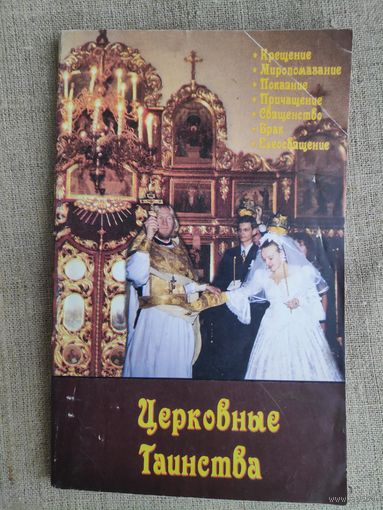 • Крещение
• Миропомазание
• Покаяние
• Причащение
• Священство
• Брак
• Елеосвящение
Церковные
Таинства